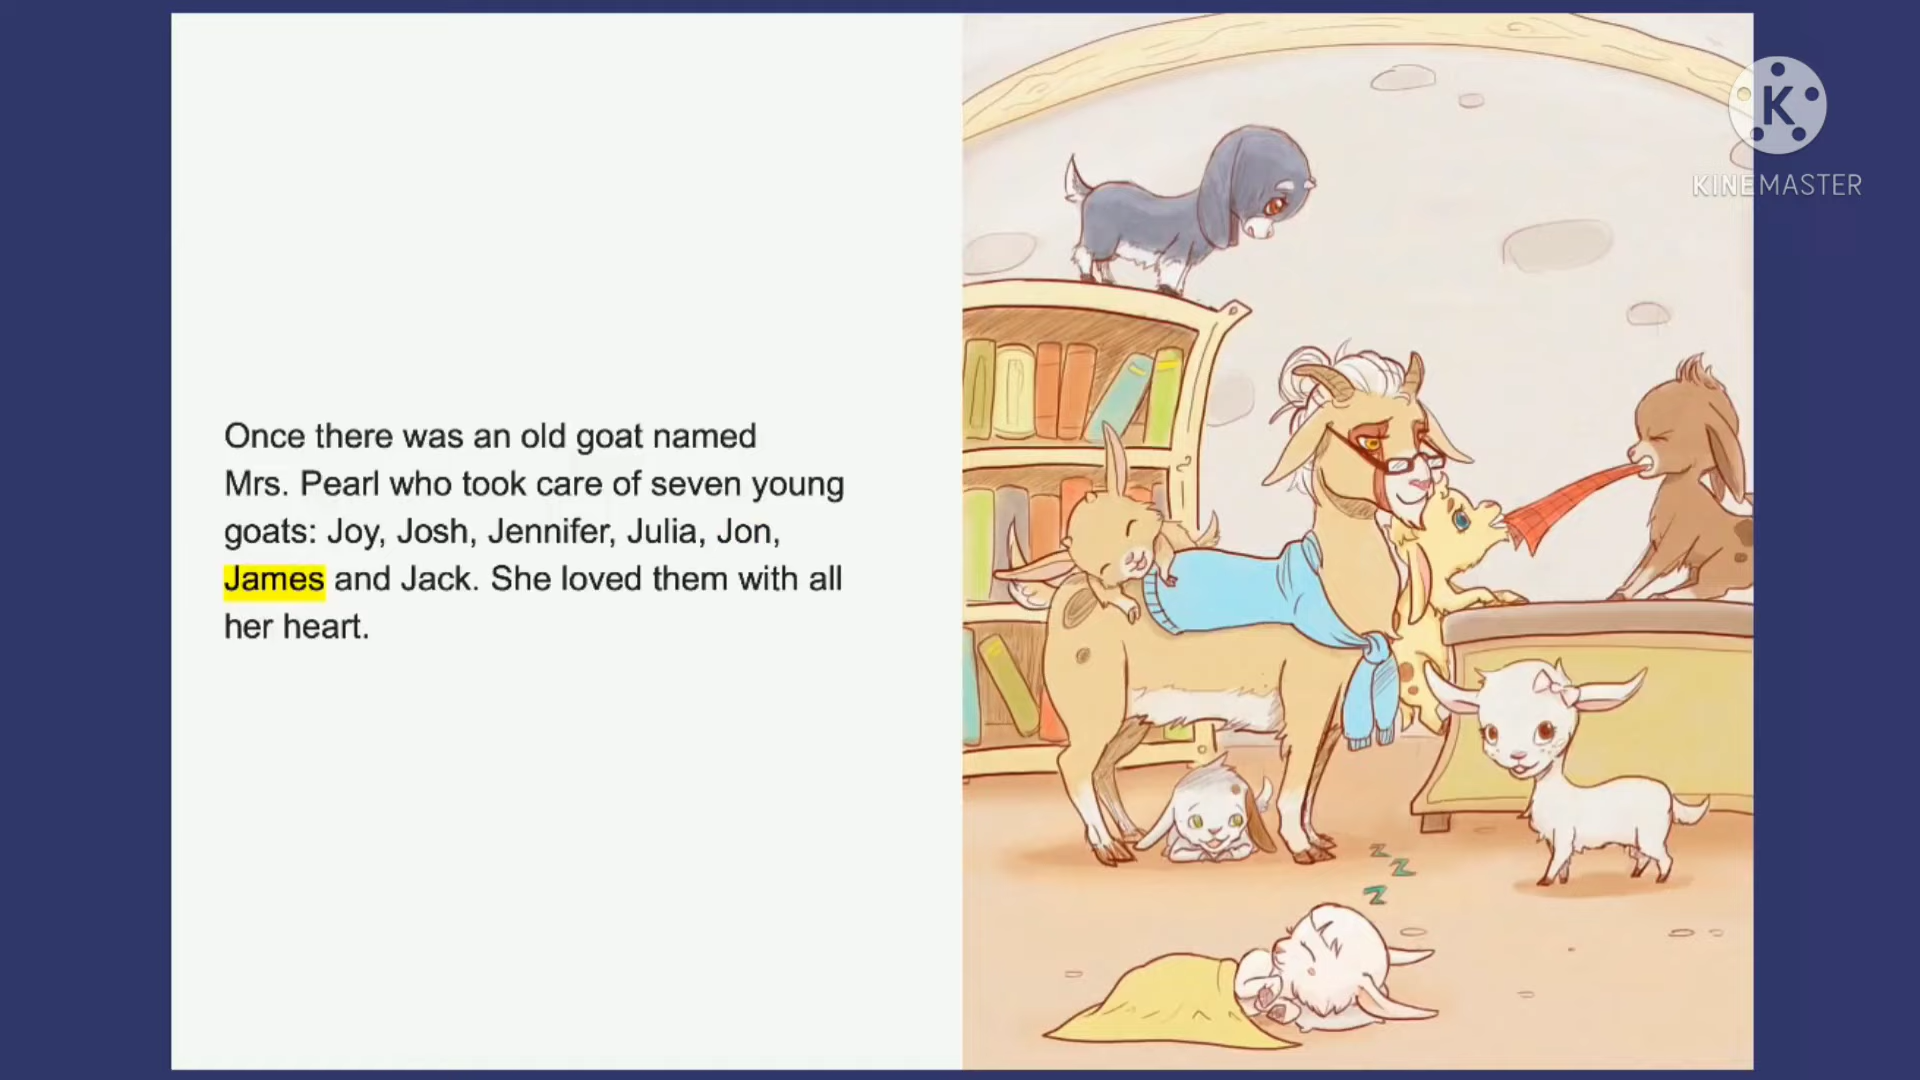 Once there was an old goat named
Mrs. Pearl who took care of seven young
goats: Joy, Josh, Jennifer, Julia, Jon,
James and Jack. She loved them with all
her heart.
K
KINEMASTER
z
z
z